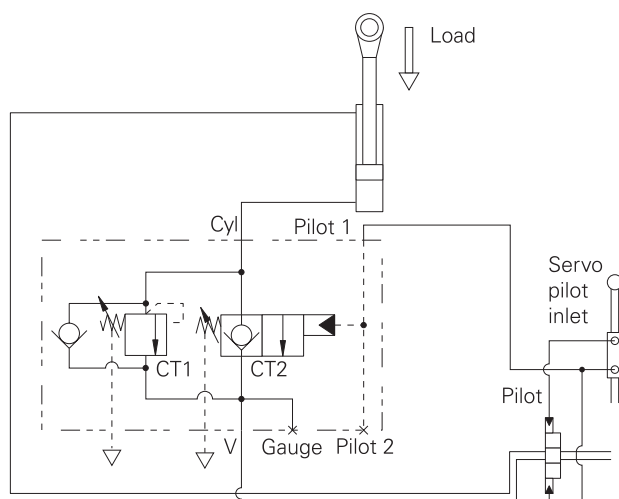 Load
Cyl
Pilot 1
Servo
pilot
inlet
CT1
CT2
Pilot
V
Gauge
Pilot 2